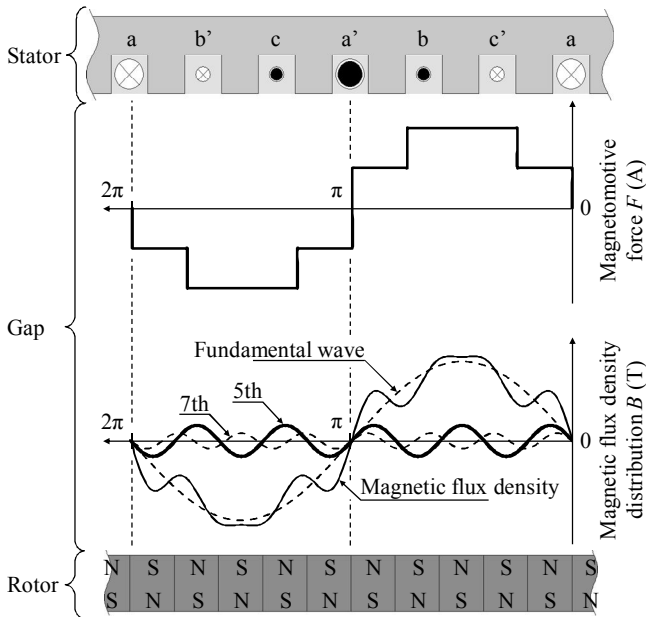 Stator
a b’ c a’ b c’ a
Gap
2π π 0
Magnetomotive
force F (A)
Fundamental wave
7th 5th
2π π 0
Magnetic flux density
Magnetic flux density
distribution B (T)
Rotor
N S N S N S N S N S N S
S N S N S N S N S N S N